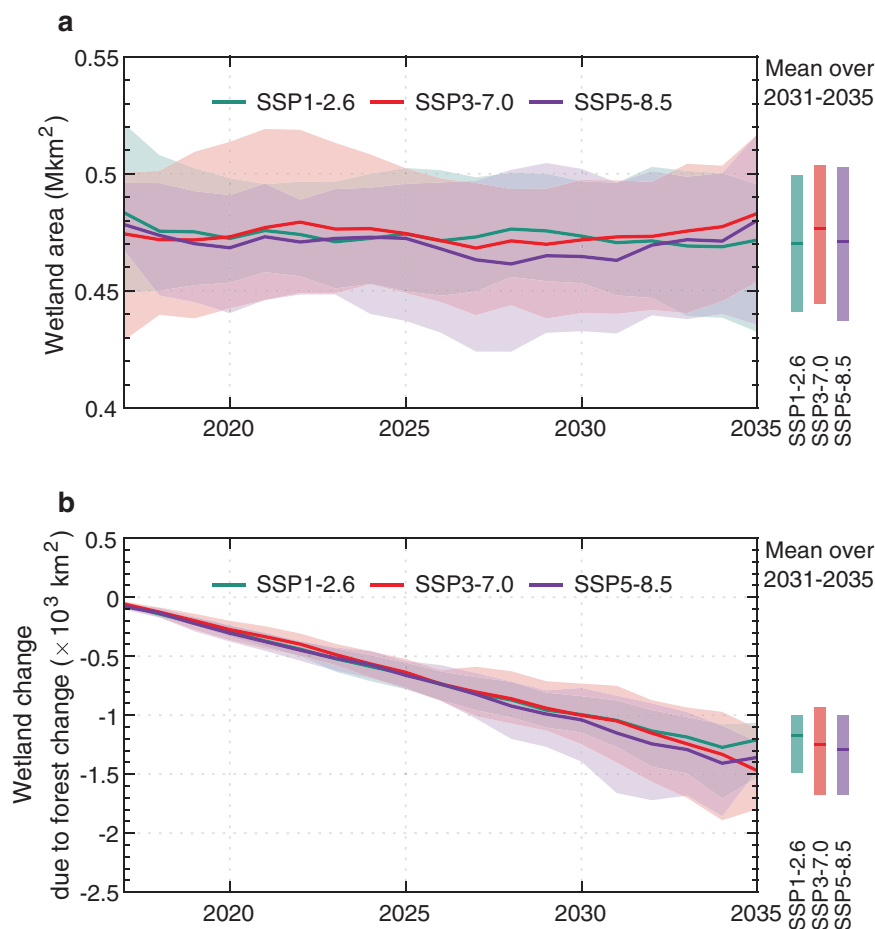 a
0.55
0.5
0.45
0.4
Wetland area (Mkm²)
SSP1-2.6 SSP3-7.0 SSP5-8.5
2020 2025 2030 2035
Mean over
2031-2035
SSP1-2.6
SSP3-7.0
SSP5-8.5
b
0.5
0
-0.5
-1
-1.5
-2
-2.5
Wetland change
due to forest change (× 10³ km²)
SSP1-2.6 SSP3-7.0 SSP5-8.5
2020 2025 2030 2035
Mean over
2031-2035
SSP1-2.6
SSP3-7.0
SSP5-8.5